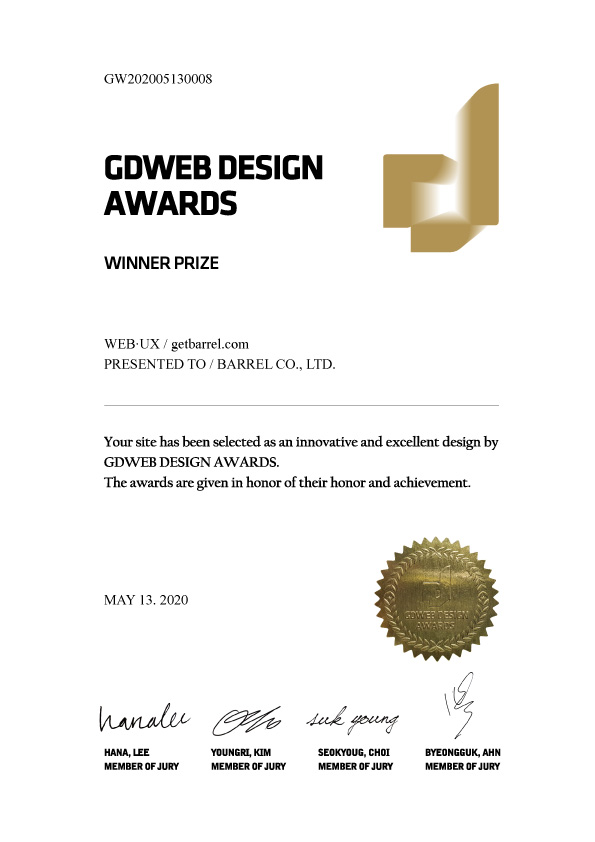 GW202005130008
GDWEB DESIGN
AWARDS
WINNER PRIZE
WEB·UX / getbarrel.com
PRESENTED TO / BARREL CO., LTD.
Your site has been selected as an innovative and excellent design by
GDWEB DESIGN AWARDS.
The awards are given in honor of their honor and achievement.
GDWEB DESIGN
AWARDS
MAY 13. 2020
hanalee
suk young
HANA, LEE
MEMBER OF JURY
YOUNGRI, KIM
MEMBER OF JURY
SEOKYOUG, CHOI
MEMBER OF JURY
BYEONGGUK, AHN
MEMBER OF JURY